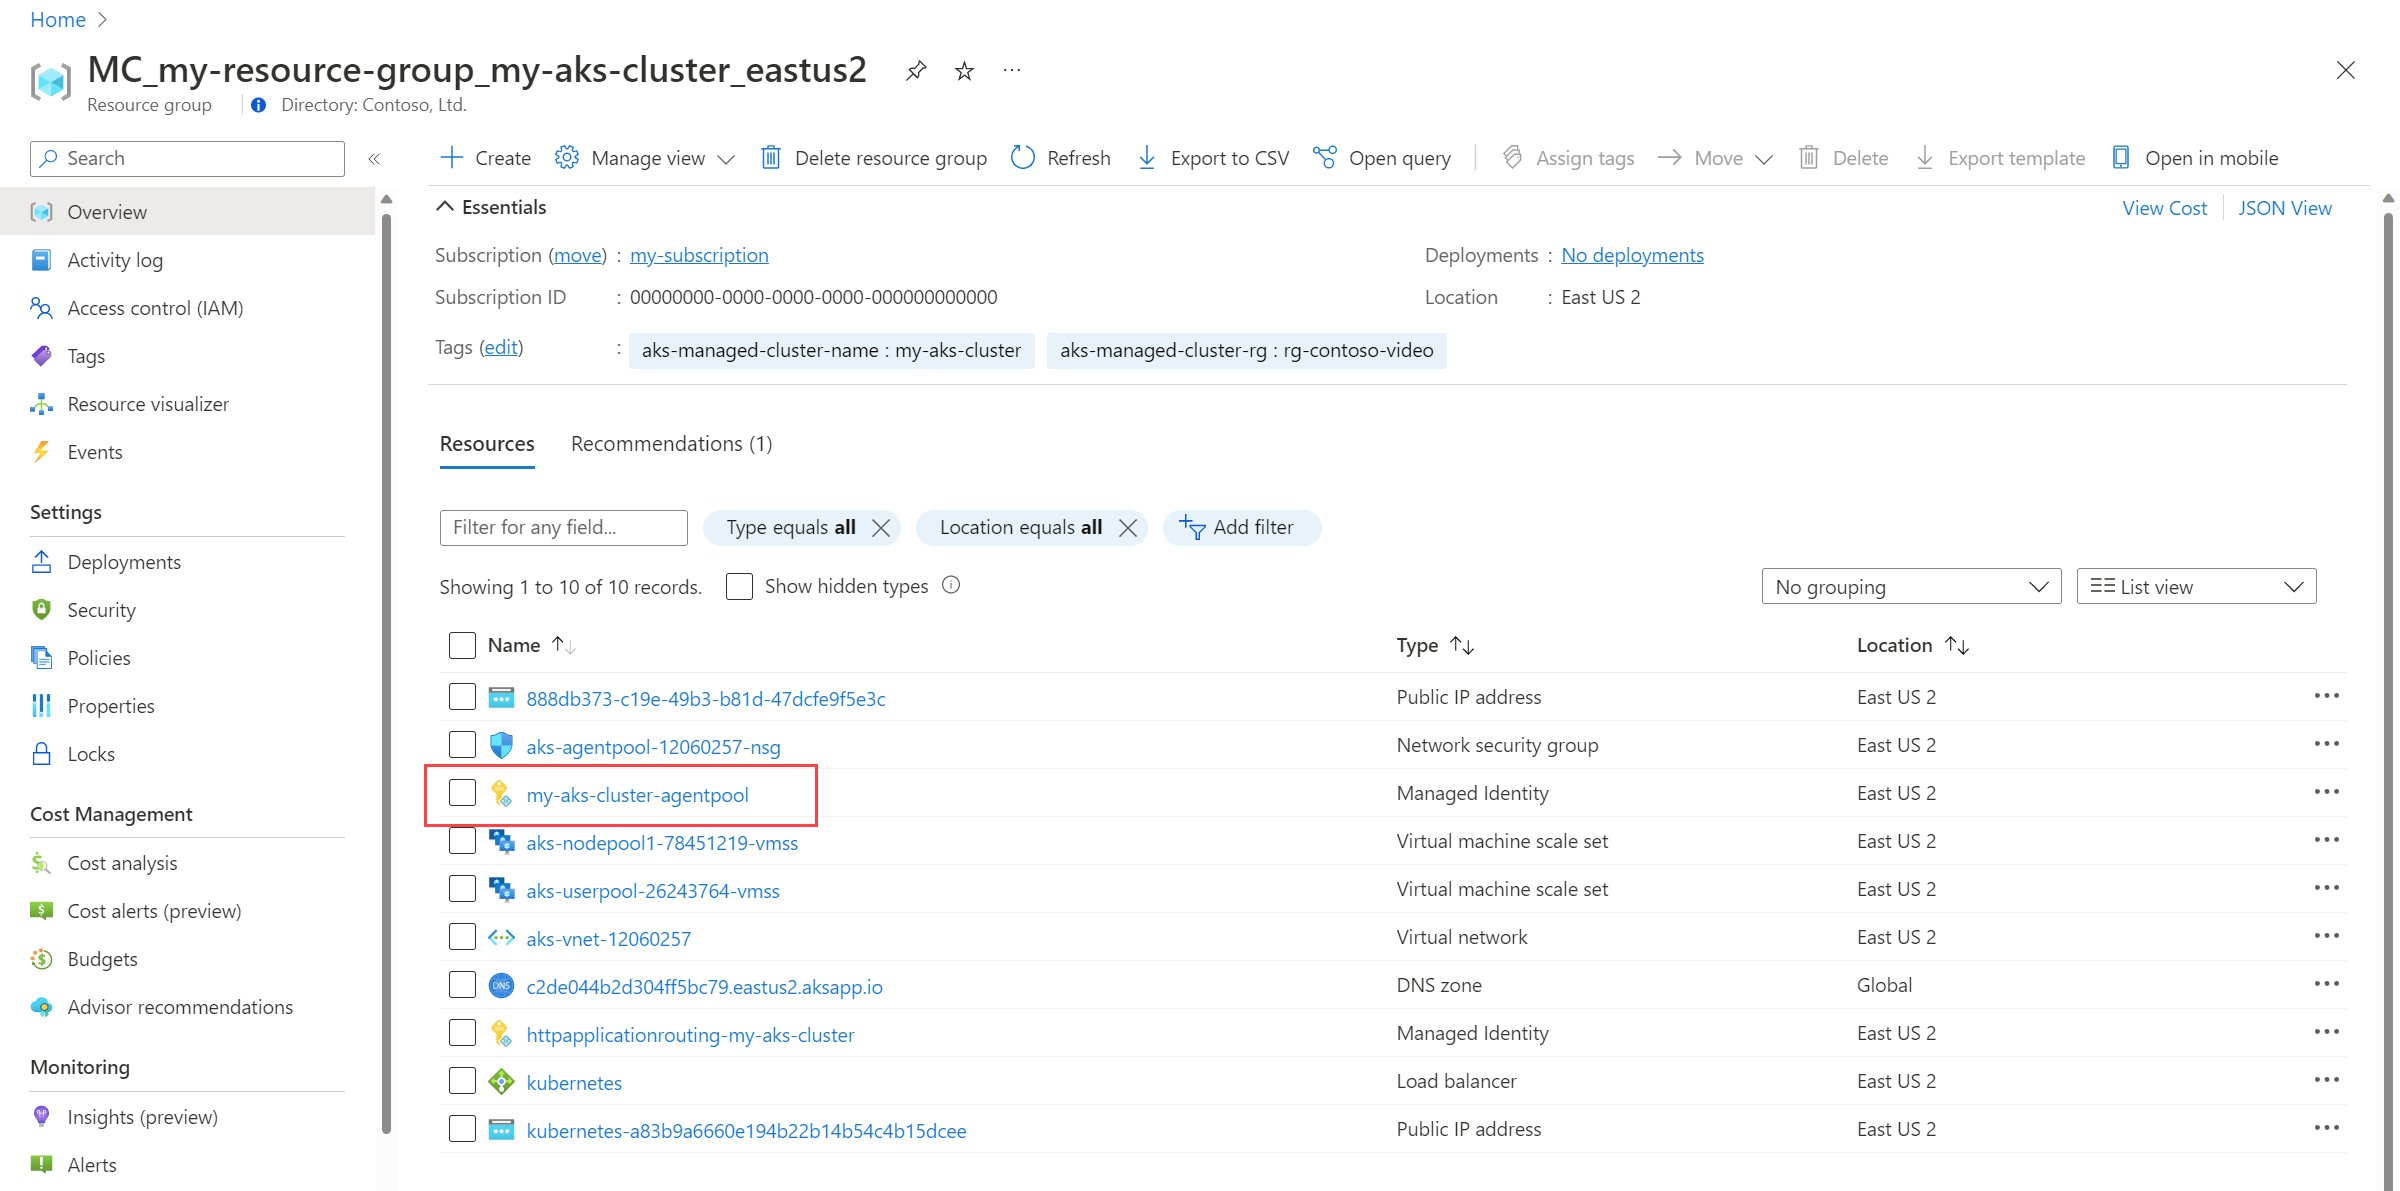 Home
MC_my-resource-group_my-aks-cluster_eastus2
Resource group
Directory: Contoso, Ltd.
Search
Create
Manage view
Delete resource group
Refresh
Export to CSV
Open query
Assign tags
Move
Delete
Export template
Open in mobile
Overview
Activity log
Access control (IAM)
Tags
Resource visualizer
Events
Settings
Deployments
Security
Policies
Properties
Locks
Cost Management
Cost analysis
Cost alerts (preview)
Budgets
Advisor recommendations
Monitoring
Insights (preview)
Alerts
Essentials
View Cost
JSON View
Subscription (move) : my-subscription
Deployments : No deployments
Subscription ID : 00000000-0000-0000-0000-000000000000
Location : East US 2
Tags (edit) : aks-managed-cluster-name : my-aks-cluster aks-managed-cluster-rg : rg-contoso-video
Resources
Recommendations (1)
Filter for any field...
Type equals all
Location equals all
Add filter
Showing 1 to 10 of 10 records.
Show hidden types
No grouping
List view
Name Type Location
888db373-c19e-49b3-b81d-47dcfe9f5e3c Public IP address East US 2
aks-agentpool-12060257-nsg Network security group East US 2
my-aks-cluster-agentpool Managed Identity East US 2
aks-nodepool1-78451219-vmss Virtual machine scale set East US 2
aks-userpool-26243764-vmss Virtual machine scale set East US 2
aks-vnet-12060257 Virtual network East US 2
DNS c2de044b2d304ff5bc79.eastus2.aksapp.io DNS zone Global
httpapplicationrouting-my-aks-cluster Managed Identity East US 2
kubernetes Load balancer East US 2
kubernetes-a83b9a6660e194b22b14b54c4b15dcee Public IP address East US 2